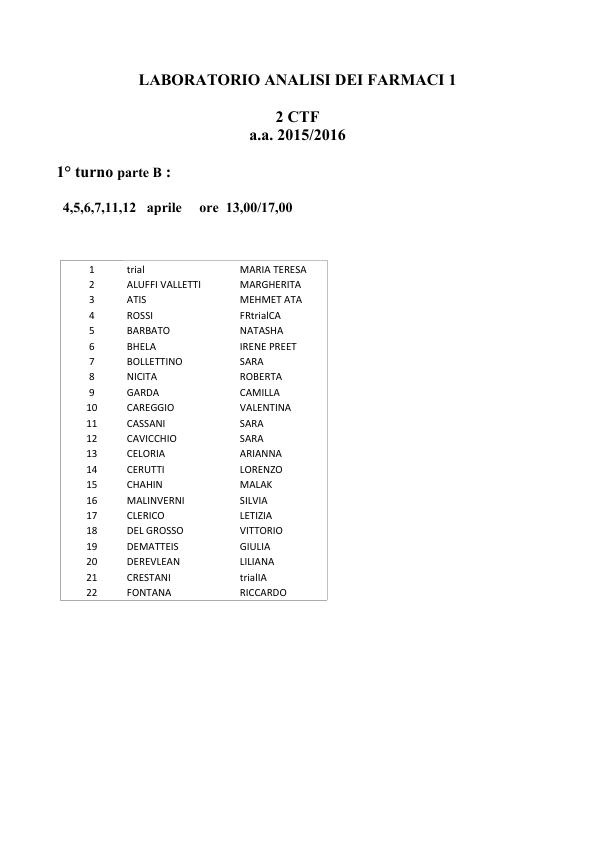 LABORATORIO ANALISI DEI FARMACI 1
2 CTF
a.a. 2015/2016
1° turno parte B :
4,5,6,7,11,12 aprile ore 13,00/17,00
1 trial MARIA TERESA
2 ALUFFI VALLETTI MARGHERITA
3 ATIS MEHMET ATA
4 ROSSI FRtrialCA
5 BARBATO NATASHA
6 BHELA IRENE PREET
7 BOLLETTINO SARA
8 NICITA ROBERTA
9 GARDA CAMILLA
10 CAREGGIO VALENTINA
11 CASSANI SARA
12 CAVICCHIO SARA
13 CELORIA ARIANNA
14 CERUTTI LORENZO
15 CHAHIN MALAK
16 MALINVERNI SILVIA
17 CLERICO LETIZIA
18 DEL GROSSO VITTORIO
19 DEMATTEIS GIULIA
20 DEREVLEAN LILIANA
21 CRESTANI trialIA
22 FONTANA RICCARDO